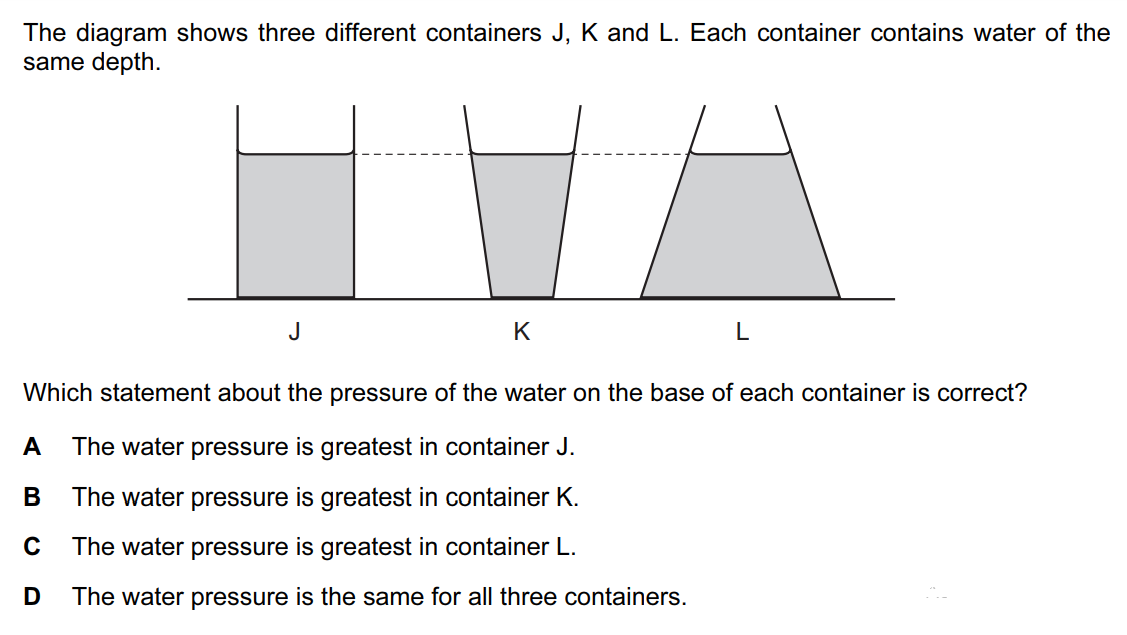 The diagram shows three different containers J, K and L. Each container contains water of the
same depth.
J K L
Which statement about the pressure of the water on the base of each container is correct?
A The water pressure is greatest in container J.
B The water pressure is greatest in container K.
C The water pressure is greatest in container L.
D The water pressure is the same for all three containers.